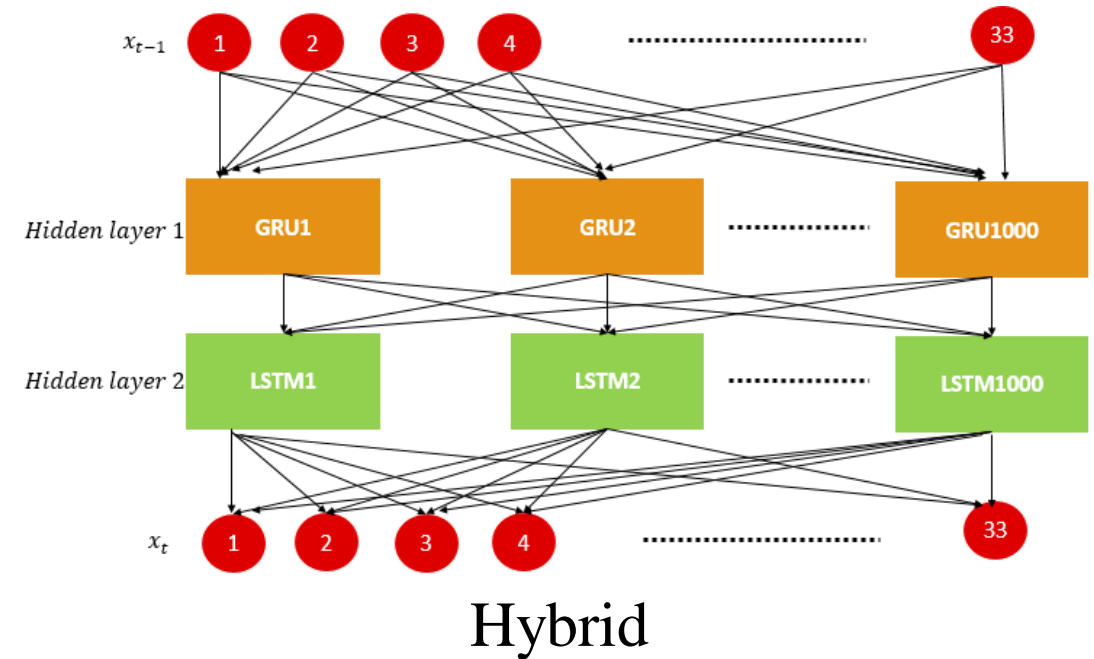 x_{t-1} 1 2 3 4 33
Hidden layer 1 GRU1 GRU2 GRU1000
Hidden layer 2 LSTM1 LSTM2 LSTM1000
x_t 1 2 3 4 33
Hybrid